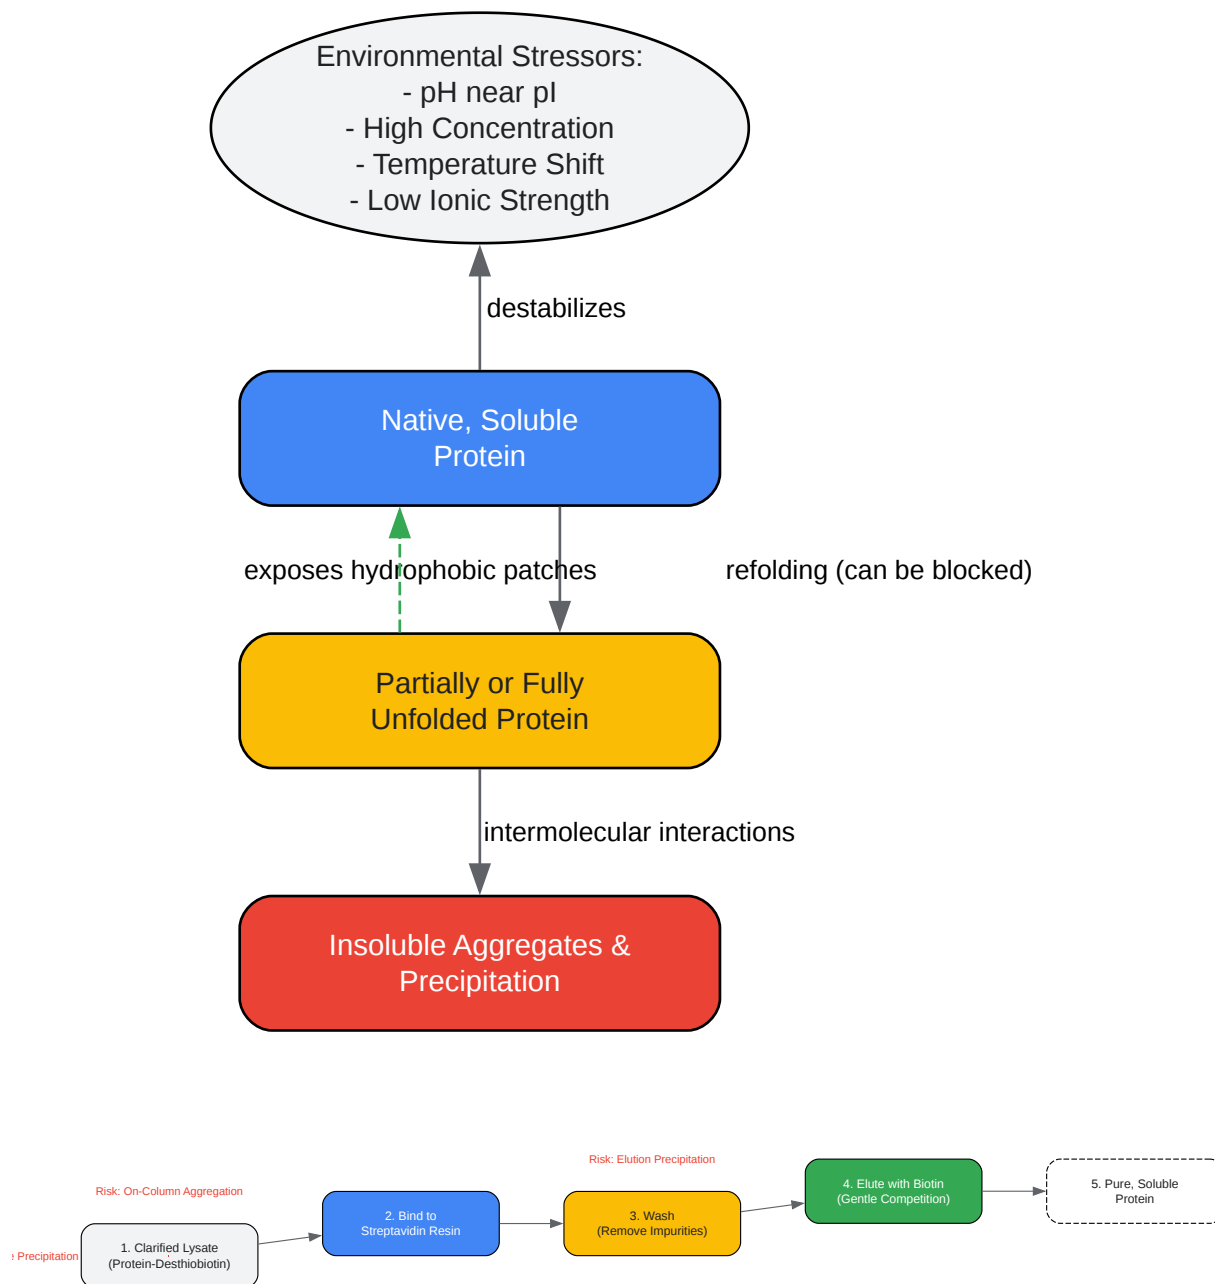 Environmental Stressors:
- pH near pI
- High Concentration
- Temperature Shift
- Low Ionic Strength
destabilizes
Native, Soluble
Protein
exposes hydrophobic patches
refolding (can be blocked)
Partially or Fully
Unfolded Protein
intermolecular interactions
Insoluble Aggregates &
Precipitation
Risk: Elution Precipitation
Risk: On-Column Aggregation
Precipitation
1. Clarified Lysate
(Protein-Desthiobiotin)
2. Bind to
Streptavidin Resin
3. Wash
(Remove Impurities)
4. Elute with Biotin
(Gentle Competition)
5. Pure, Soluble
Protein